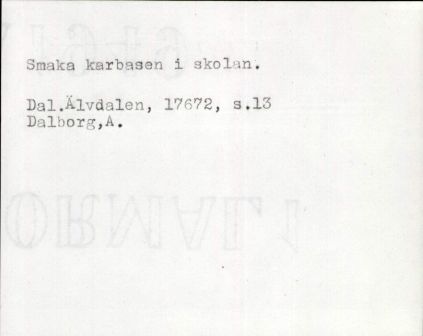 Smaka karbasen i skolan.
Dal.Älvdalen, 17672, s.13
Dalborg,A.